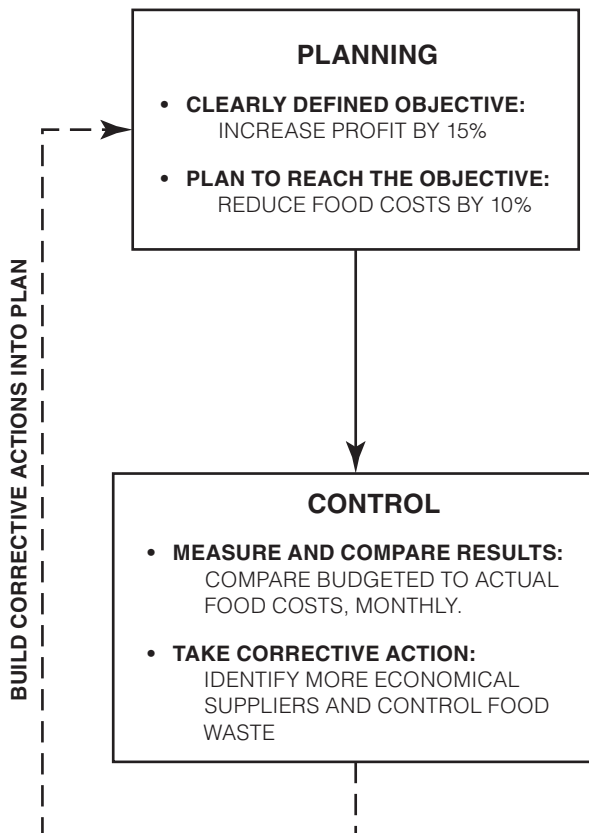 PLANNING
• CLEARLY DEFINED OBJECTIVE:
INCREASE PROFIT BY 15%
• PLAN TO REACH THE OBJECTIVE:
REDUCE FOOD COSTS BY 10%
BUILD CORRECTIVE ACTIONS INTO PLAN
CONTROL
• MEASURE AND COMPARE RESULTS:
COMPARE BUDGETED TO ACTUAL
FOOD COSTS, MONTHLY.
• TAKE CORRECTIVE ACTION:
IDENTIFY MORE ECONOMICAL
SUPPLIERS AND CONTROL FOOD
WASTE